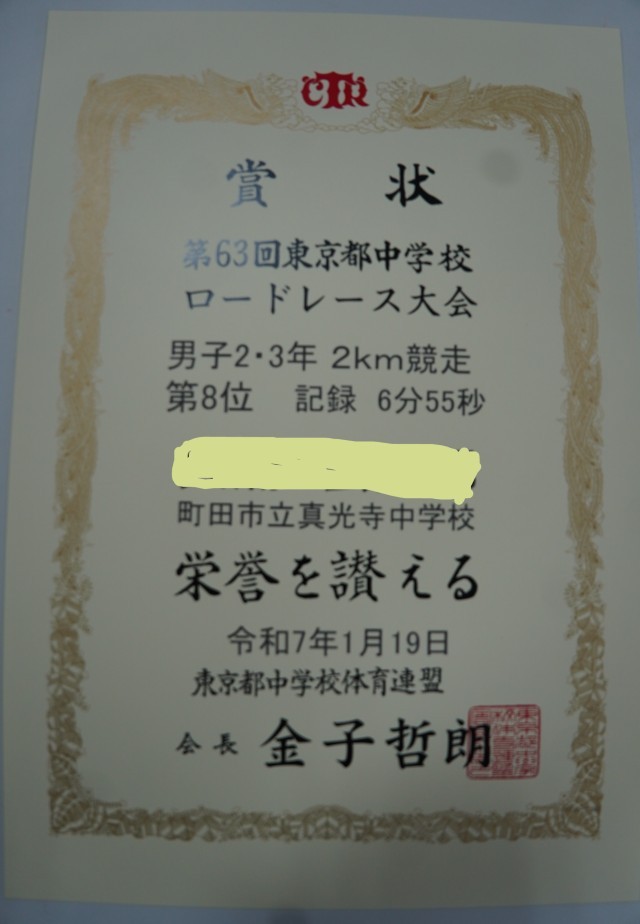 CTR
賞 状
第63回東京都中学校
ロードレース大会
男子2・3年 2km競走
第8位 記録 6分55秒
町田市立真光寺中学校
栄誉を讃える
令和7年1月19日
東京都中学校体育連盟
会長 金子哲朗